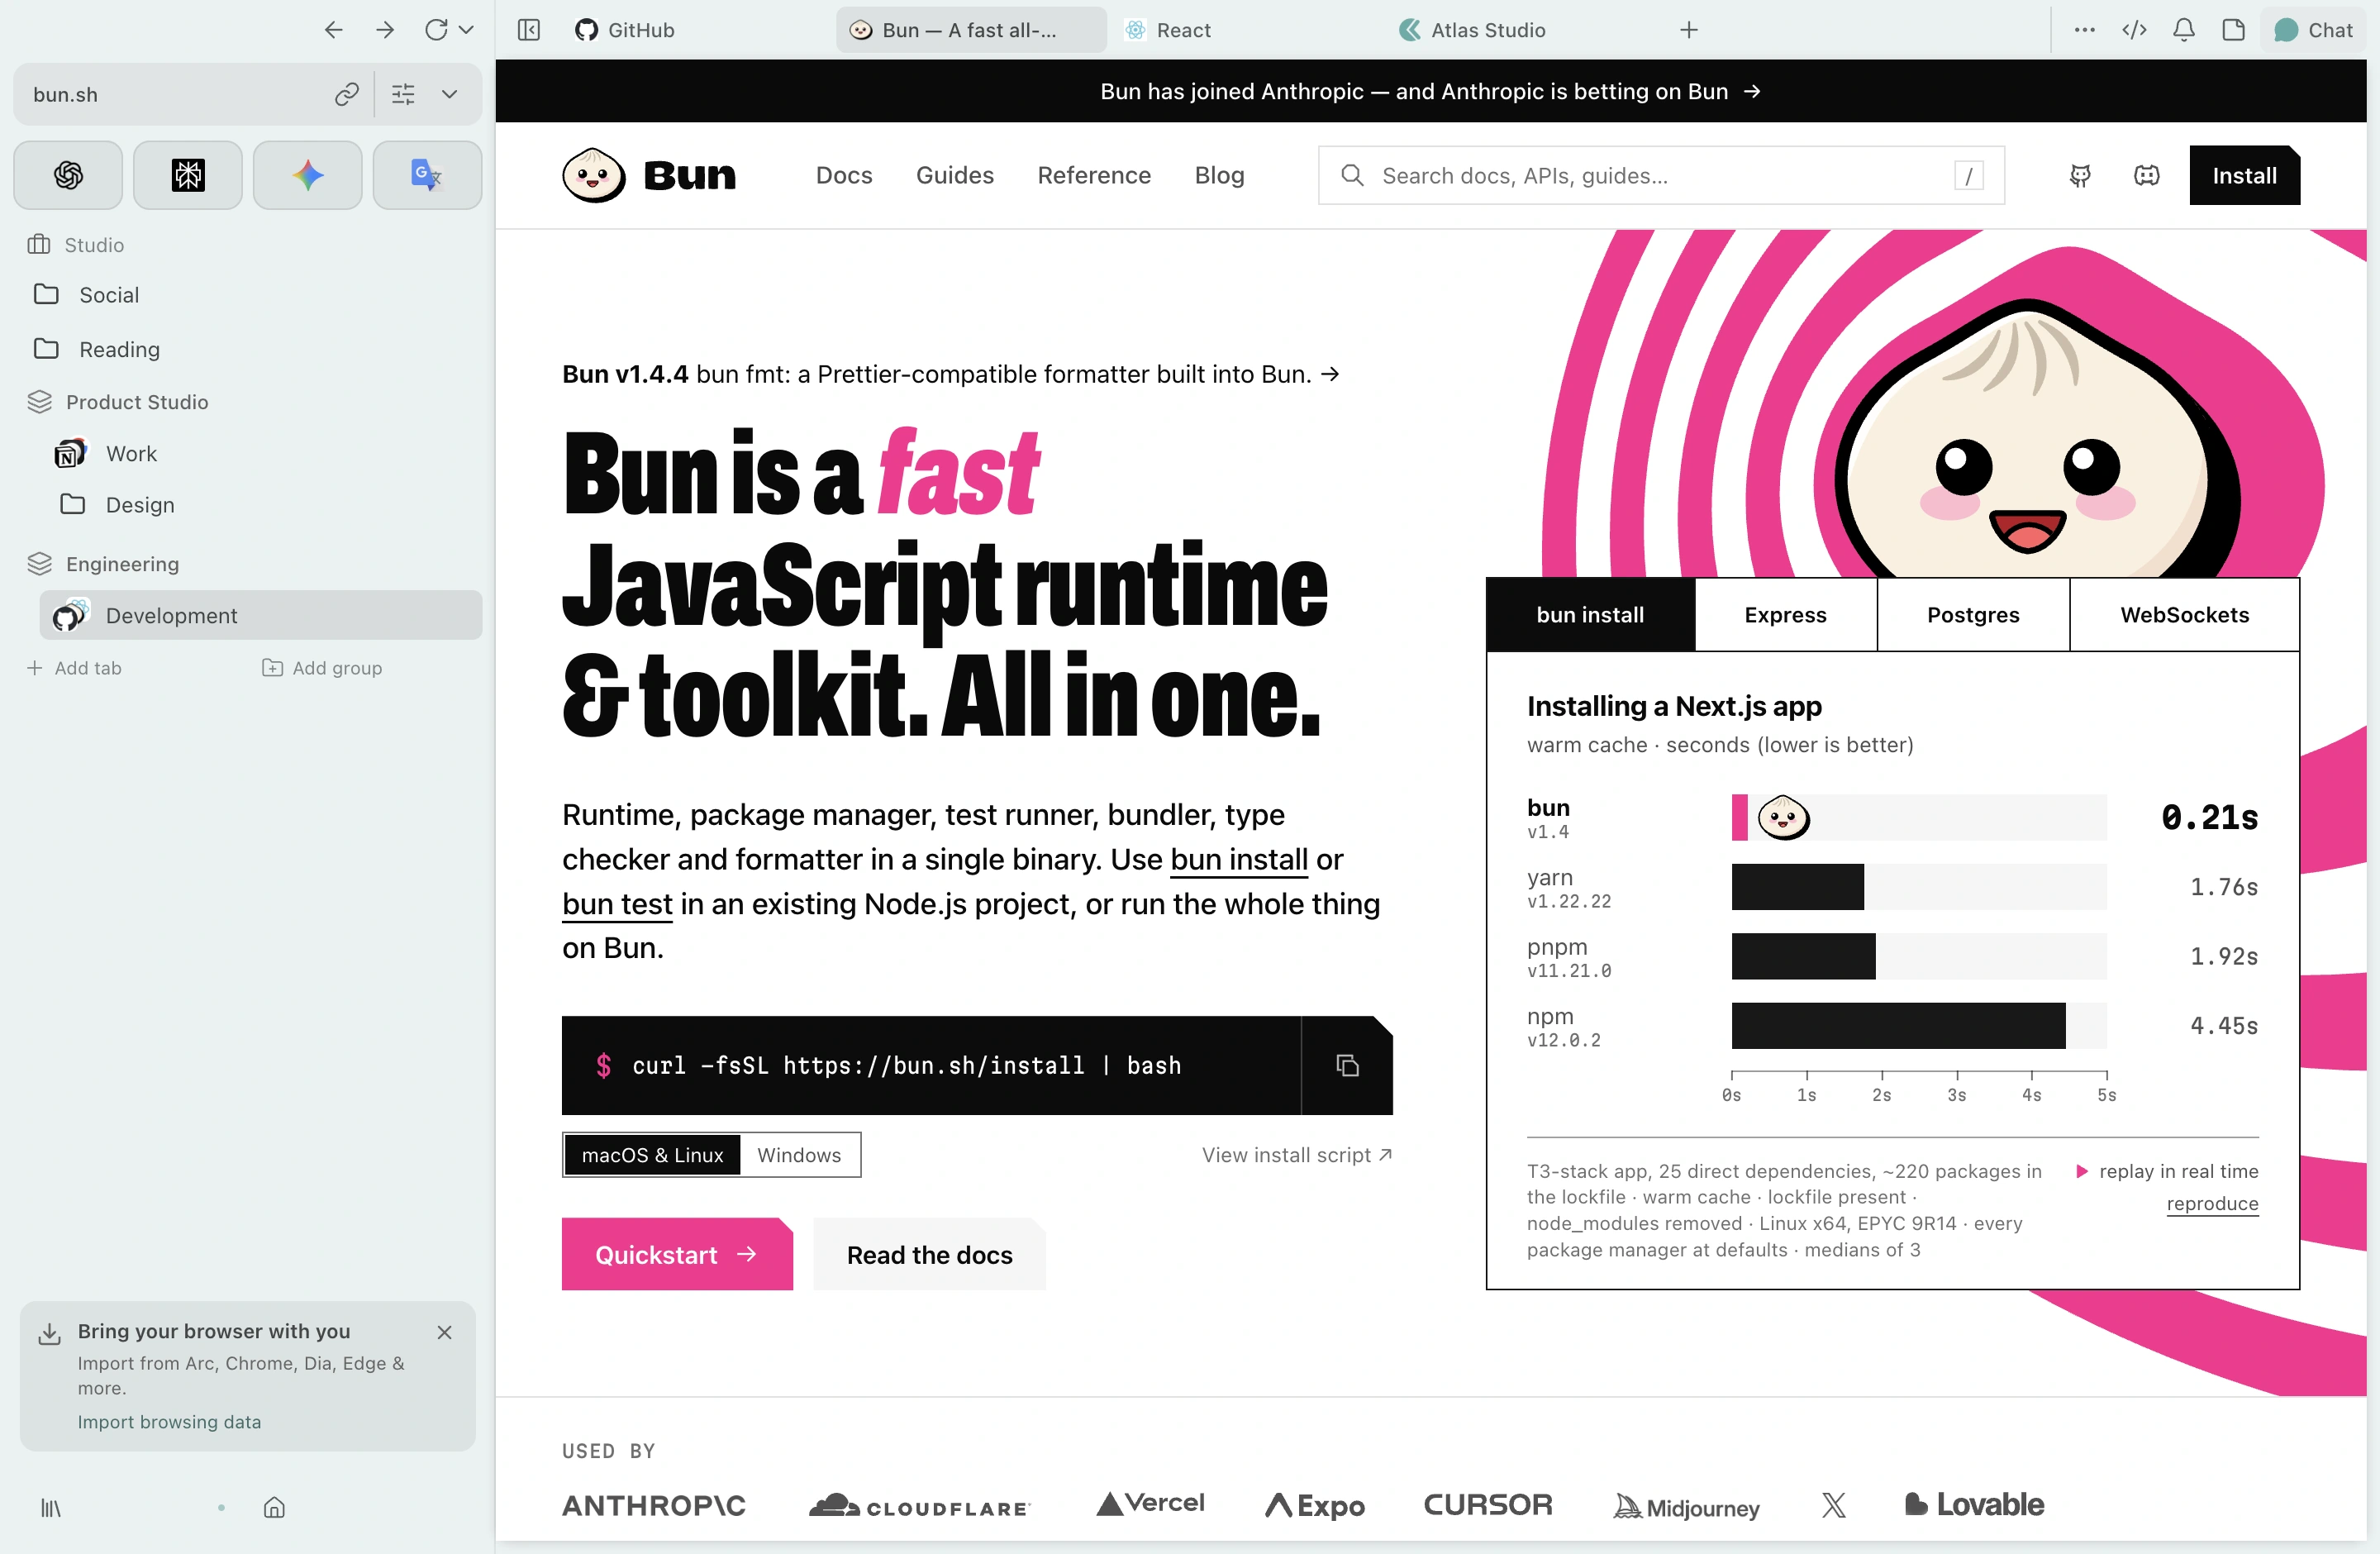 GitHub
Bun — A fast all-...
React
Atlas Studio
Chat
bun.sh
Studio
Social
Reading
Product Studio
Work
Design
Engineering
Development
Add tab
Add group
Bring your browser with you
Import from Arc, Chrome, Dia, Edge &
more.
Import browsing data
Bun has joined Anthropic — and Anthropic is betting on Bun →
Bun
Docs
Guides
Reference
Blog
Search docs, APIs, guides...
/
Install
Bun v1.4.4 bun fmt: a Prettier-compatible formatter built into Bun. →
Bun is a fast
JavaScript runtime
& toolkit. All in one.
Runtime, package manager, test runner, bundler, type
checker and formatter in a single binary. Use bun install or
bun test in an existing Node.js project, or run the whole thing
on Bun.
$ curl -fsSL https://bun.sh/install | bash
macOS & Linux
Windows
View install script ↗
Quickstart →
Read the docs
bun install
Express
Postgres
WebSockets
Installing a Next.js app
warm cache · seconds (lower is better)
bun
v1.4
0.21s
yarn
v1.22.22
1.76s
pnpm
v11.21.0
1.92s
npm
v12.0.2
4.45s
0s 1s 2s 3s 4s 5s
T3-stack app, 25 direct dependencies, ~220 packages in
the lockfile · warm cache · lockfile present ·
node_modules removed · Linux x64, EPYC 9R14 · every
package manager at defaults · medians of 3
▶ replay in real time
reproduce
USED BY
ANTHROP\C
CLOUDFLARE
Vercel
Expo
CURSOR
Midjourney
X
Lovable